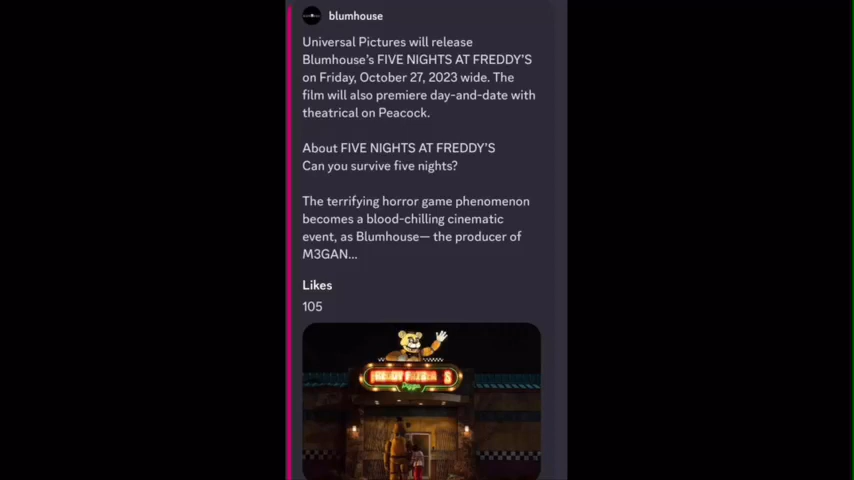 blumhouse
Universal Pictures will release
Blumhouse's FIVE NIGHTS AT FREDDY'S
on Friday, October 27, 2023 wide. The
film will also premiere day-and-date with
theatrical on Peacock.
About FIVE NIGHTS AT FREDDY'S
Can you survive five nights?
The terrifying horror game phenomenon
becomes a blood-chilling cinematic
event, as Blumhouse— the producer of
M3GAN...
Likes
105